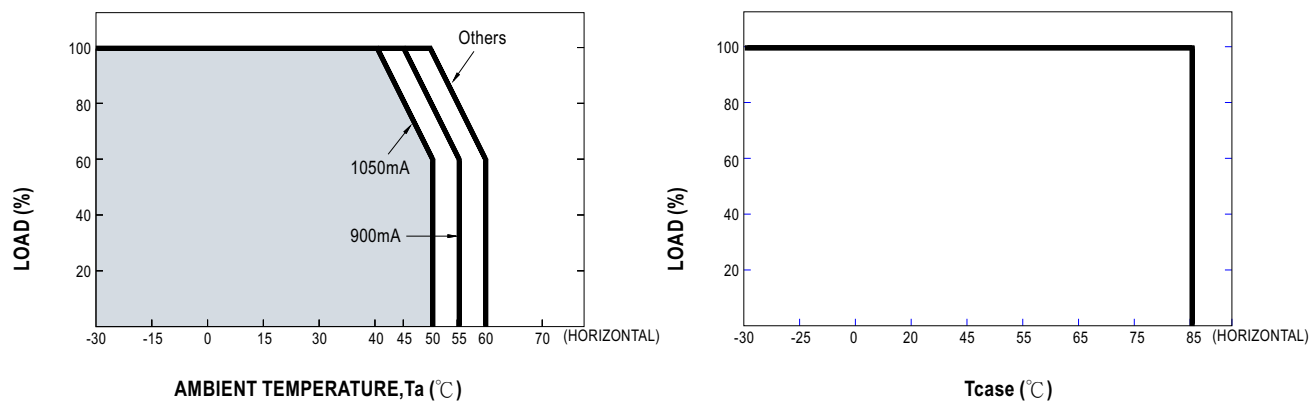 Others
100
80
60
40
20
LOAD (%)
1050mA
900mA
-30 -15 0 15 30 40 45 50 55 60 70 (HORIZONTAL)
AMBIENT TEMPERATURE,Ta (℃)
100
80
60
40
20
LOAD (%)
-30 -25 0 20 45 55 65 75 85 (HORIZONTAL)
Tcase (℃)